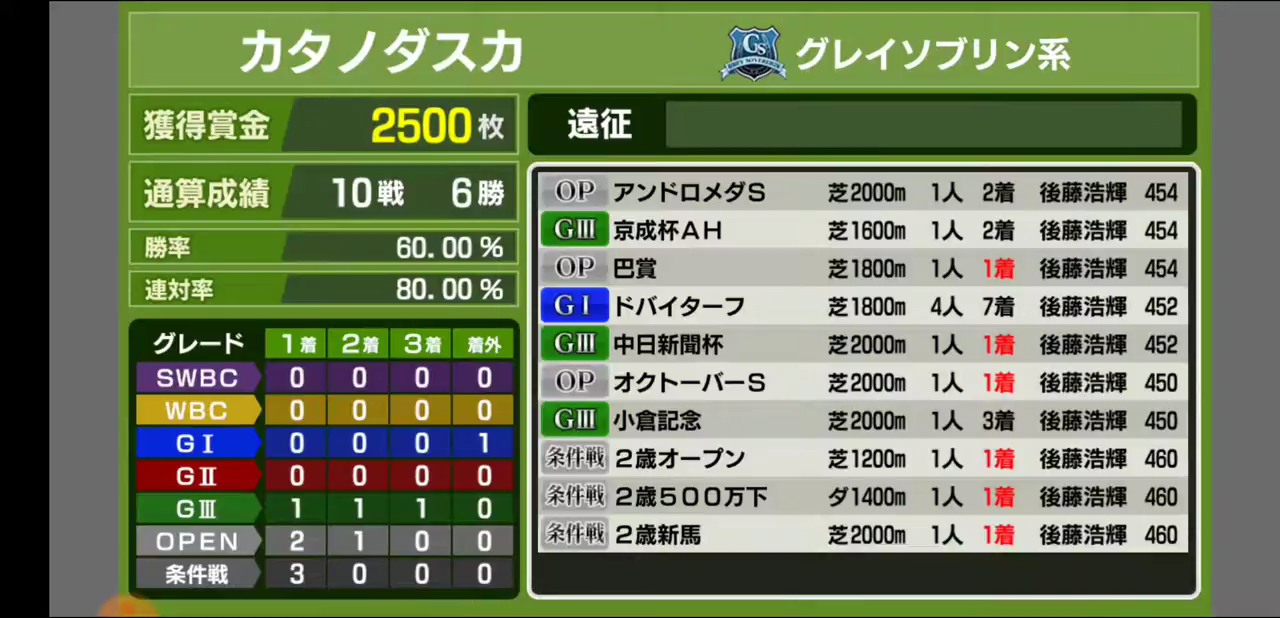 カタノダスカ
GS
GREY SOVEREIGN
グレイソブリン系
獲得賞金 2500枚
遠征
通算成績 10戦 6勝
勝率 60.00%
連対率 80.00%
グレード 1着 2着 3着 着外
SWBC 0 0 0 0
WBC 0 0 0 0
GⅠ 0 0 0 1
GⅡ 0 0 0 0
GⅢ 1 1 1 0
OPEN 2 1 0 0
条件戦 3 0 0 0
OP アンドロメダS 芝2000m 1人 2着 後藤浩輝 454
GⅢ 京成杯AH 芝1600m 1人 2着 後藤浩輝 454
OP 巴賞 芝1800m 1人 1着 後藤浩輝 454
GⅠ ドバイターフ 芝1800m 4人 7着 後藤浩輝 452
GⅢ 中日新聞杯 芝2000m 1人 1着 後藤浩輝 452
OP オクトーバーS 芝2000m 1人 1着 後藤浩輝 450
GⅢ 小倉記念 芝2000m 1人 3着 後藤浩輝 450
条件戦 2歳オープン 芝1200m 1人 1着 後藤浩輝 460
条件戦 2歳500万下 ダ1400m 1人 1着 後藤浩輝 460
条件戦 2歳新馬 芝2000m 1人 1着 後藤浩輝 460